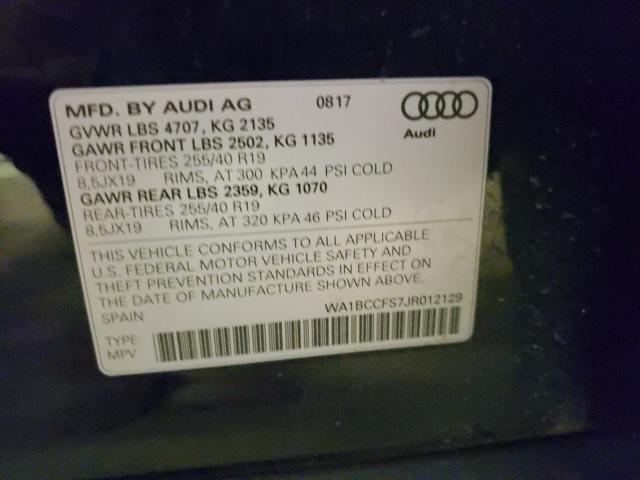 MFD. BY AUDI AG 0817
Audi
GVWR LBS 4707, KG 2135
GAWR FRONT LBS 2502, KG 1135
FRONT-TIRES 255/40 R19
8,5JX19 RIMS, AT 300 KPA 44 PSI COLD
GAWR REAR LBS 2359, KG 1070
REAR-TIRES 255/40 R19
8,5JX19 RIMS, AT 320 KPA 46 PSI COLD
THIS VEHICLE CONFORMS TO ALL APPLICABLE
U.S. FEDERAL MOTOR VEHICLE SAFETY AND
THEFT PREVENTION STANDARDS IN EFFECT ON
THE DATE OF MANUFACTURE SHOWN ABOVE.
SPAIN WA1BCCFS7JR012129
TYPE:
MPV